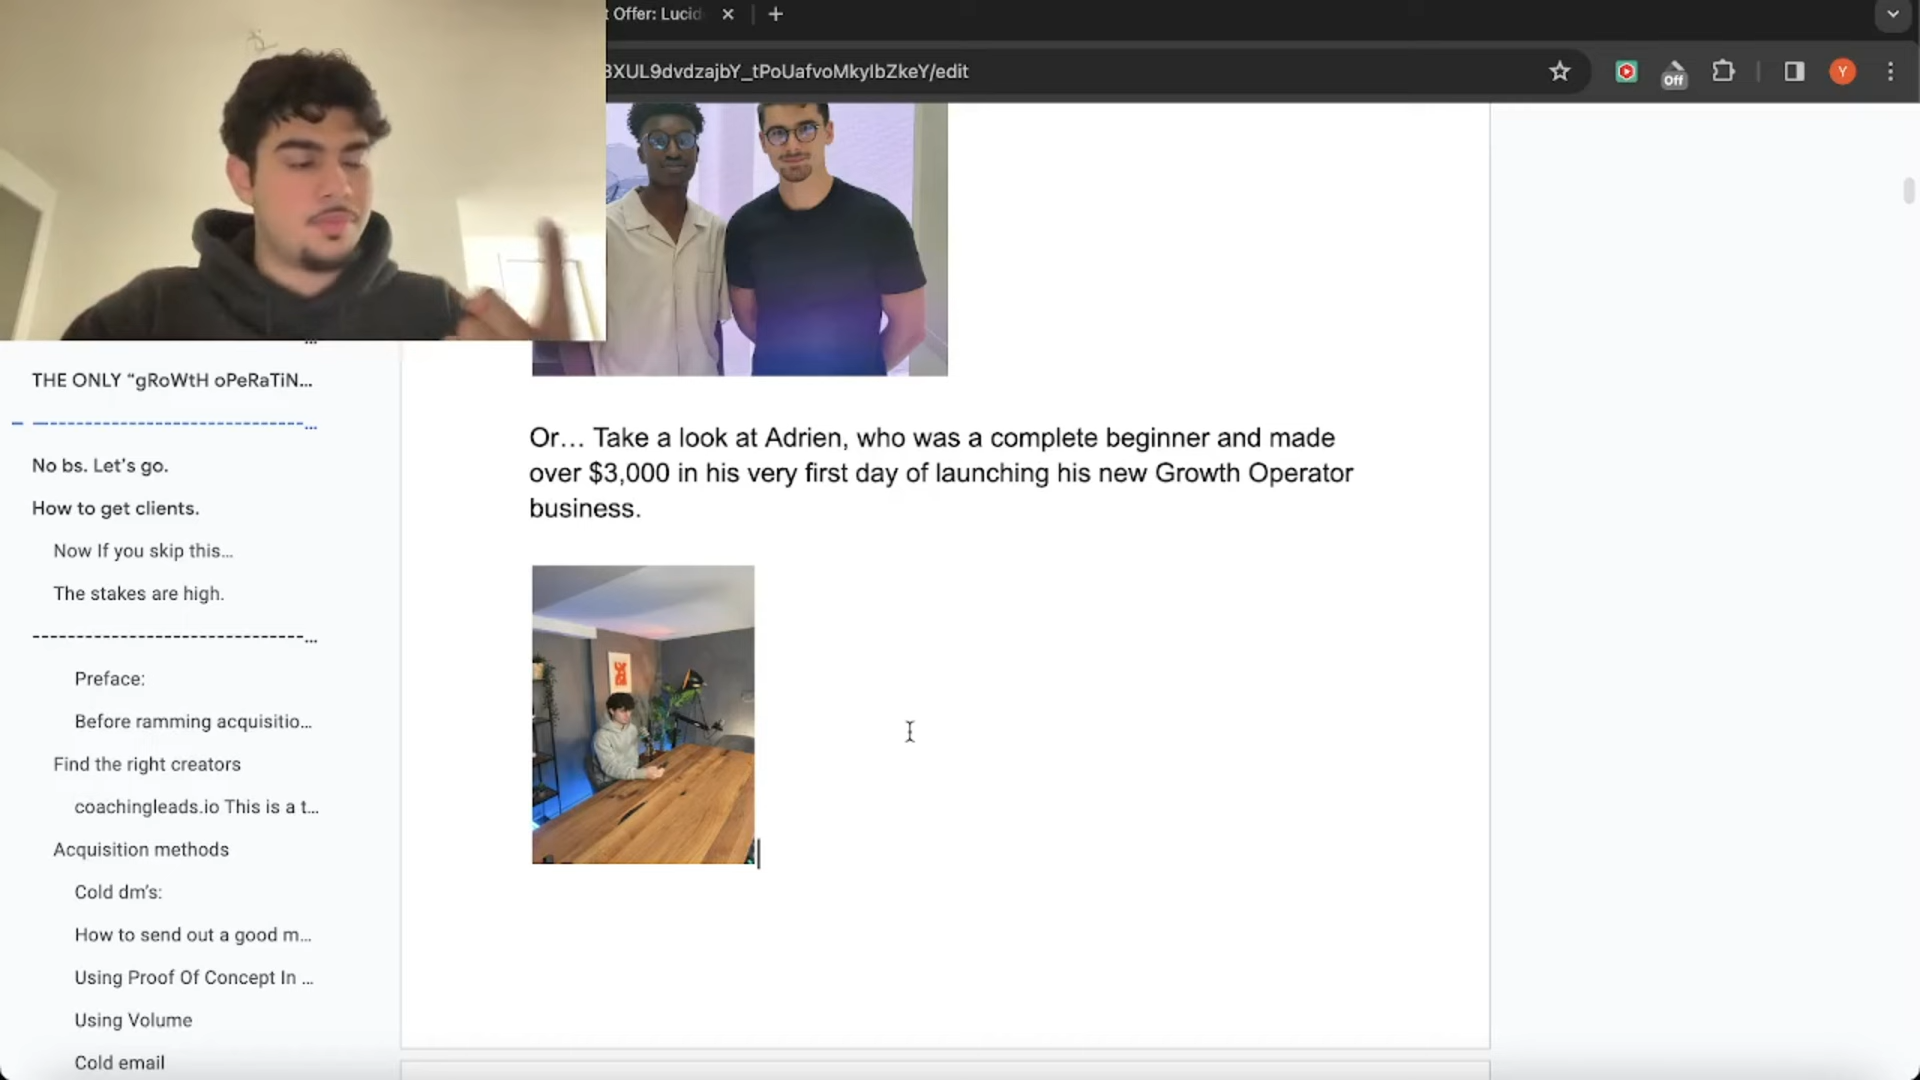 t Offer: Lucid
3XUL9dvdzajbY_tPoUafvoMkyIbZkeY/edit
Off
Y
THE ONLY “gRoWtH oPeRaTiN...
-------------------------------...
No bs. Let’s go.
How to get clients.
Now If you skip this...
The stakes are high.
-------------------------------...
Preface:
Before ramming acquisitio...
Find the right creators
coachingleads.io This is a t...
Acquisition methods
Cold dm’s:
How to send out a good m...
Using Proof Of Concept In ...
Using Volume
Cold email
Or… Take a look at Adrien, who was a complete beginner and made
over $3,000 in his very first day of launching his new Growth Operator
business.